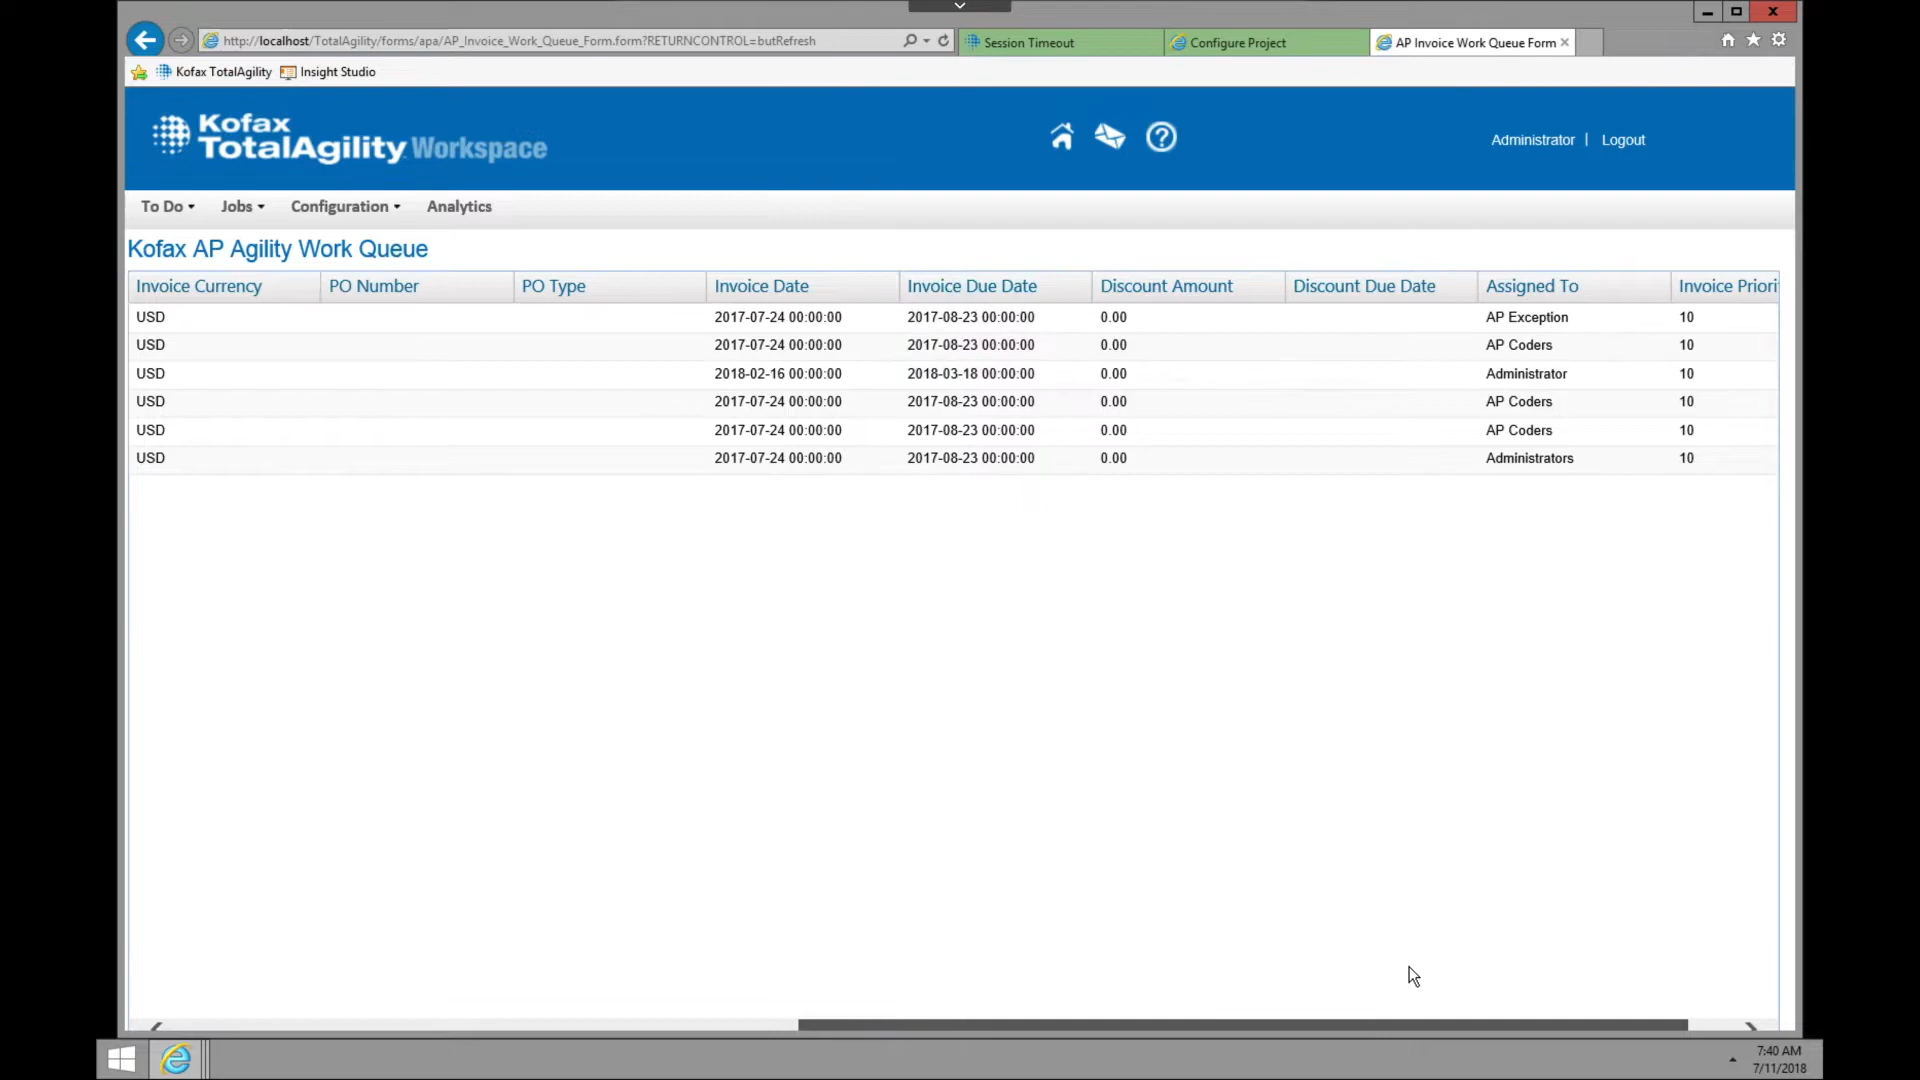 http://localhost/TotalAgility/forms/apa/AP_Invoice_Work_Queue_Form.form?RETURNCONTROL=butRefresh Session Timeout Configure Project AP Invoice Work Queue Form
Kofax TotalAgility Insight Studio
Kofax
TotalAgility Workspace
Administrator | Logout
To Do Jobs Configuration Analytics
Kofax AP Agility Work Queue
Invoice Currency PO Number PO Type Invoice Date Invoice Due Date Discount Amount Discount Due Date Assigned To Invoice Priori
USD 2017-07-24 00:00:00 2017-08-23 00:00:00 0.00 AP Exception 10
USD 2017-07-24 00:00:00 2017-08-23 00:00:00 0.00 AP Coders 10
USD 2018-02-16 00:00:00 2018-03-18 00:00:00 0.00 Administrator 10
USD 2017-07-24 00:00:00 2017-08-23 00:00:00 0.00 AP Coders 10
USD 2017-07-24 00:00:00 2017-08-23 00:00:00 0.00 AP Coders 10
USD 2017-07-24 00:00:00 2017-08-23 00:00:00 0.00 Administrators 10
7:40 AM
7/11/2018